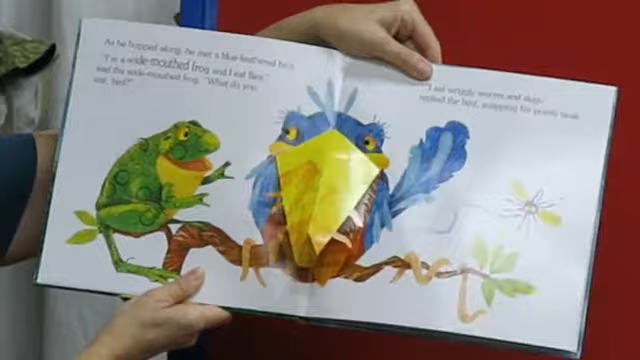 As he hopped along, he met a blue-feathered bird.
"I'm a wide-mouthed frog and I eat flies,"
said the wide-mouthed frog. "What do you
eat, bird?"
"I eat wriggly worms and slugs,"
replied the bird, snapping his pointy beak.